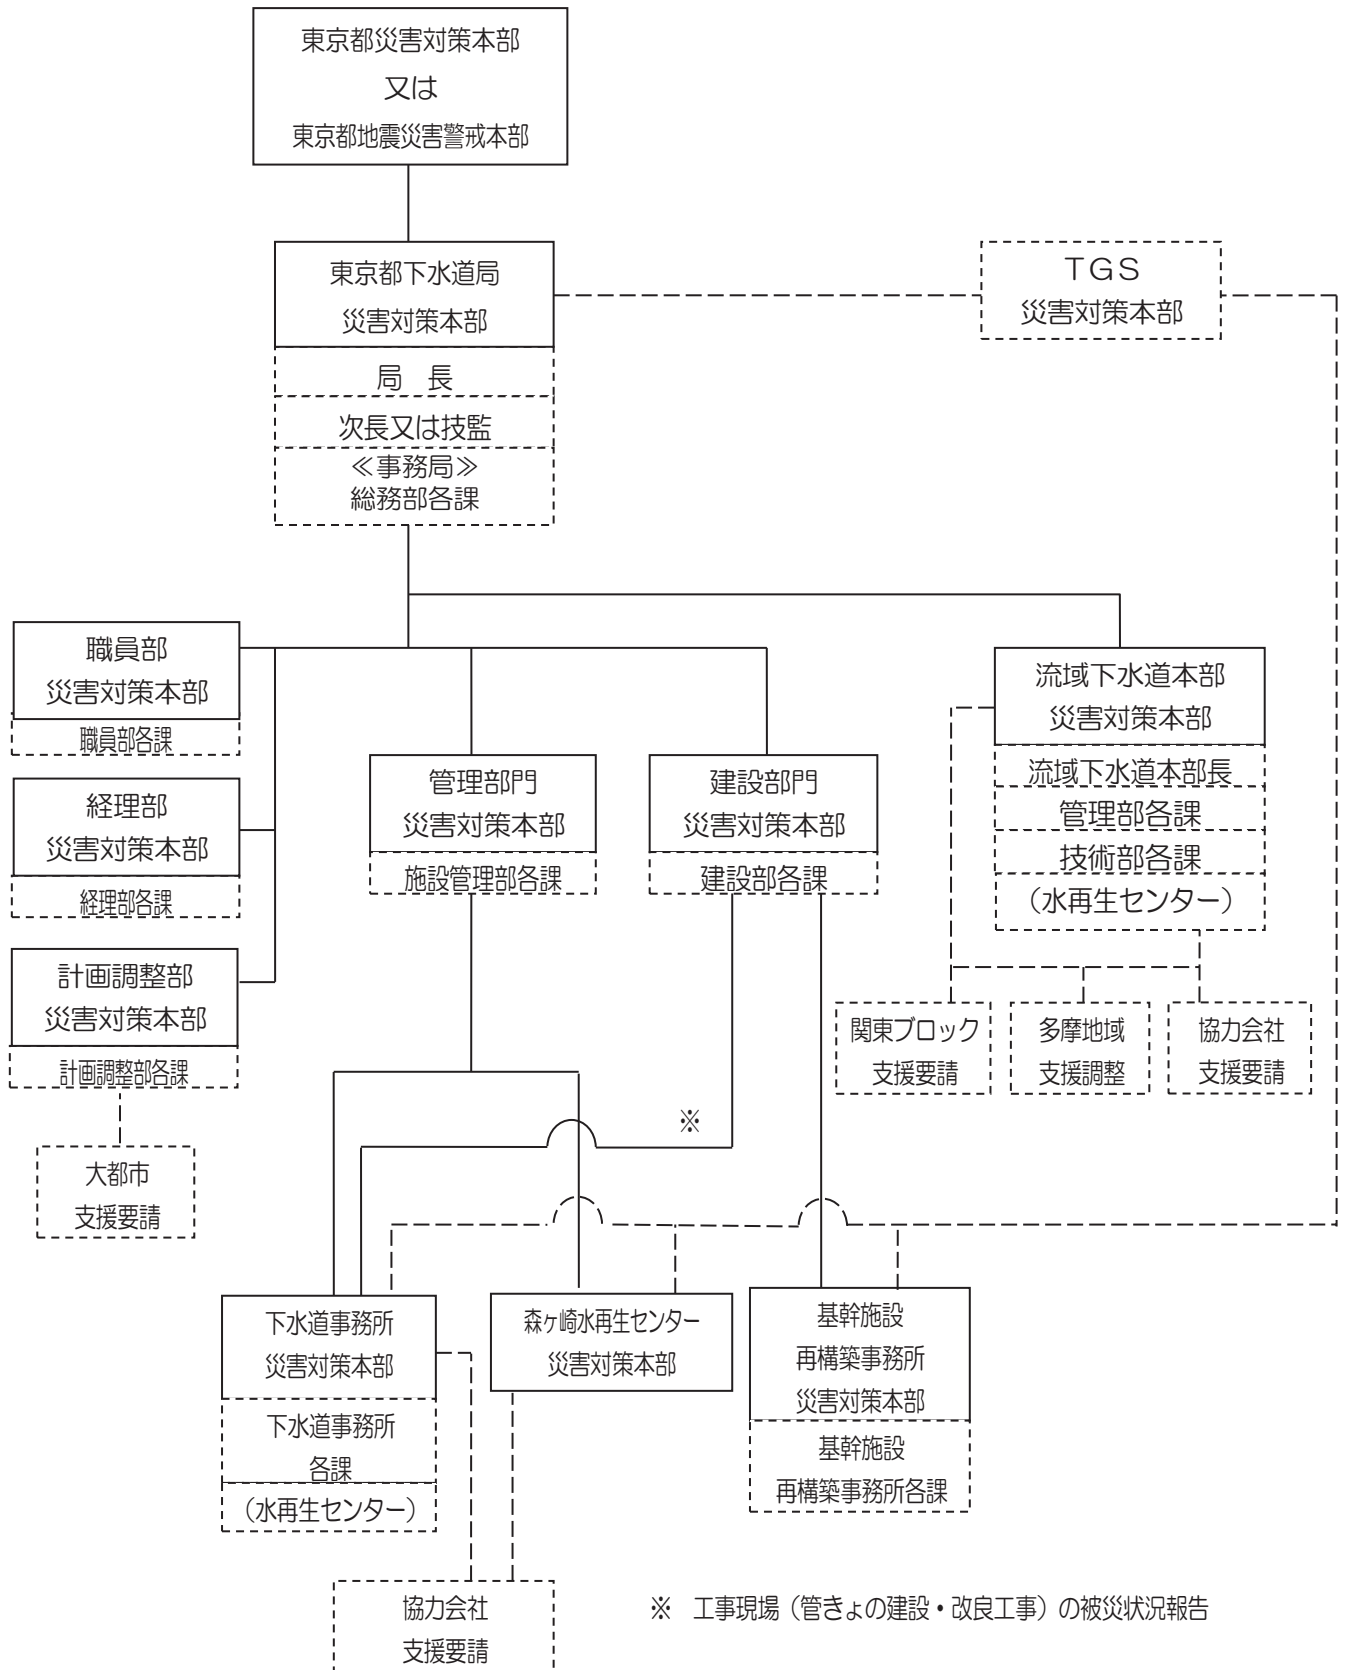 東京都災害対策本部
又は
東京都地震災害警戒本部
東京都下水道局
災害対策本部
局　長
次長又は技監
≪事務局≫
総務部各課
ＴＧＳ
災害対策本部
職員部
災害対策本部
職員部各課
経理部
災害対策本部
経理部各課
計画調整部
災害対策本部
計画調整部各課
大都市
支援要請
管理部門
災害対策本部
施設管理部各課
建設部門
災害対策本部
建設部各課
流域下水道本部
災害対策本部
流域下水道本部長
管理部各課
技術部各課
（水再生センター）
関東ブロック
支援要請
多摩地域
支援調整
協力会社
支援要請
※
下水道事務所
災害対策本部
下水道事務所
各課
（水再生センター）
森ヶ崎水再生センター
災害対策本部
基幹施設
再構築事務所
災害対策本部
基幹施設
再構築事務所各課
協力会社
支援要請
※　工事現場（管きょの建設・改良工事）の被災状況報告